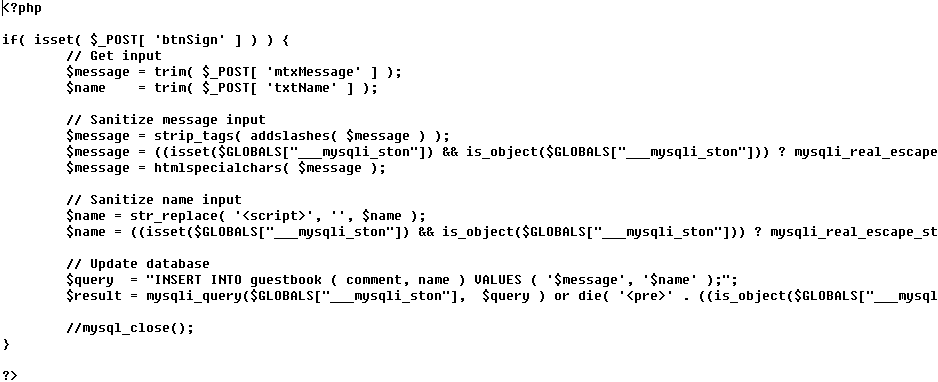 <?php
if( isset( $_POST[ 'btnSign' ] ) ) {
// Get input
$message = trim( $_POST[ 'mtxMessage' ] );
$name    = trim( $_POST[ 'txtName' ] );
// Sanitize message input
$message = strip_tags( addslashes( $message ) );
$message = ((isset($GLOBALS["___mysqli_ston"]) && is_object($GLOBALS["___mysqli_ston"])) ? mysqli_real_escape
$message = htmlspecialchars( $message );
// Sanitize name input
$name = str_replace( '<script>', '', $name );
$name = ((isset($GLOBALS["___mysqli_ston"]) && is_object($GLOBALS["___mysqli_ston"])) ? mysqli_real_escape_st
// Update database
$query  = "INSERT INTO guestbook ( comment, name ) VALUES ( '$message', '$name' );";
$result = mysqli_query($GLOBALS["___mysqli_ston"],  $query ) or die( '<pre>' . ((is_object($GLOBALS["___mysql
//mysql_close();
}
?>